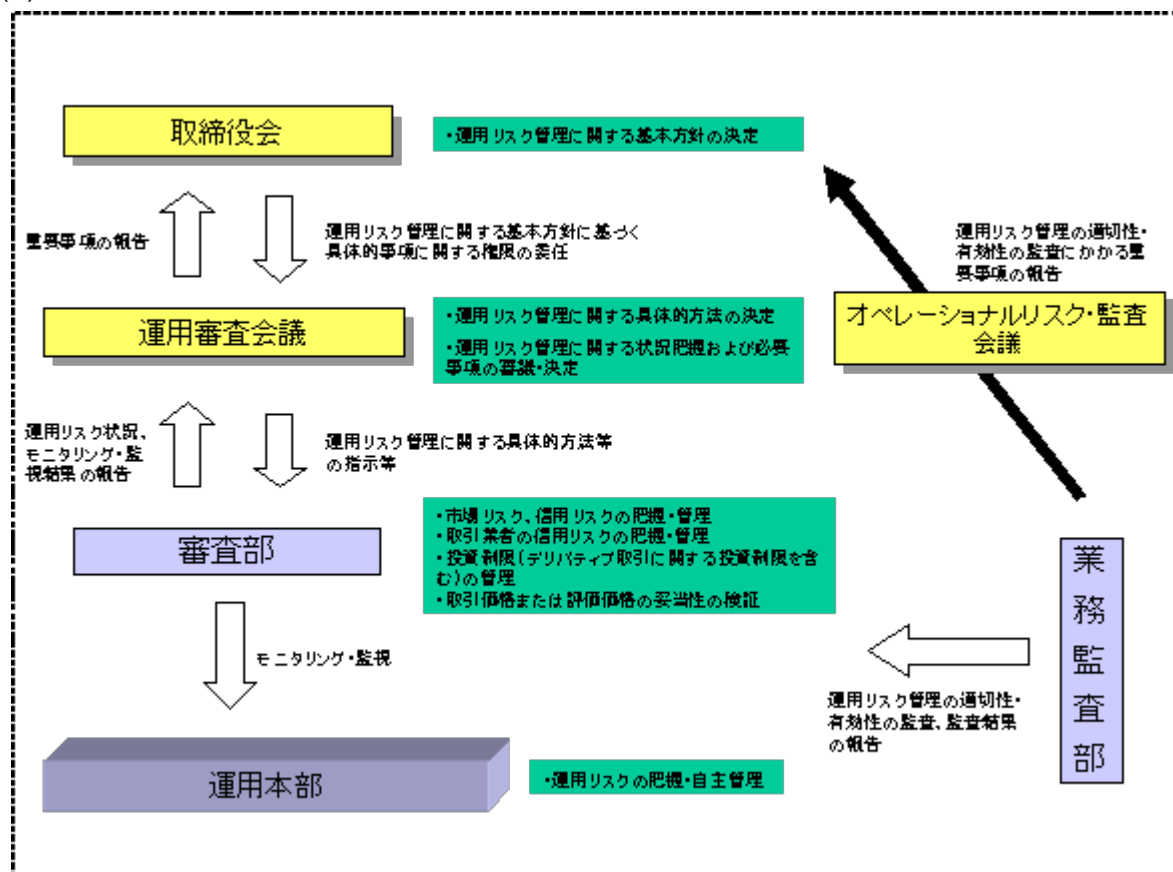 取締役会
・運用リスク管理に関する基本方針の決定
重要事項の報告
運用リスク管理に関する基本方針に基づく
具体的事項に関する権限の委任
運用リスク管理の適切性・
有効性の監査にかかる重
要事項の報告
運用審査会議
・運用リスク管理に関する具体的方法の決定
・運用リスク管理に関する状況把握および必要
事項の審議・決定
オペレーショナルリスク・監査
会議
運用リスク状況、
モニタリング・監
視結果の報告
運用リスク管理に関する具体的方法等
の指示等
審査部
・市場リスク、信用リスクの把握・管理
・取引業者の信用リスクの把握・管理
・投資制限(デリバティブ取引に関する投資制限を含
む)の管理
・取引価格または評価価格の妥当性の検証
業務監査部
モニタリング・監視
運用リスク管理の適切性・
有効性の監査、監査結果
の報告
運用本部
・運用リスクの把握・自主管理